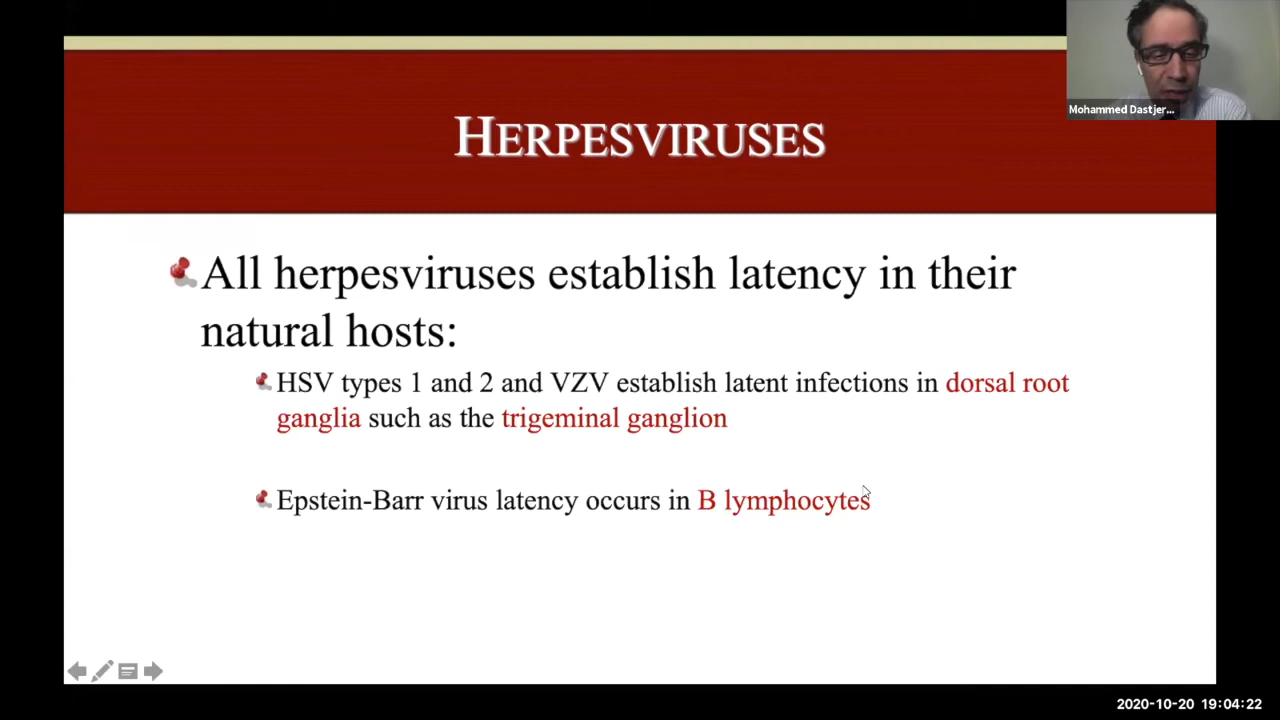 Mohammed Dastjer...
HERPESVIRUSES
All herpesviruses establish latency in their
natural hosts:
HSV types 1 and 2 and VZV establish latent infections in dorsal root
ganglia such as the trigeminal ganglion
Epstein-Barr virus latency occurs in B lymphocytes
2020-10-20 19:04:22